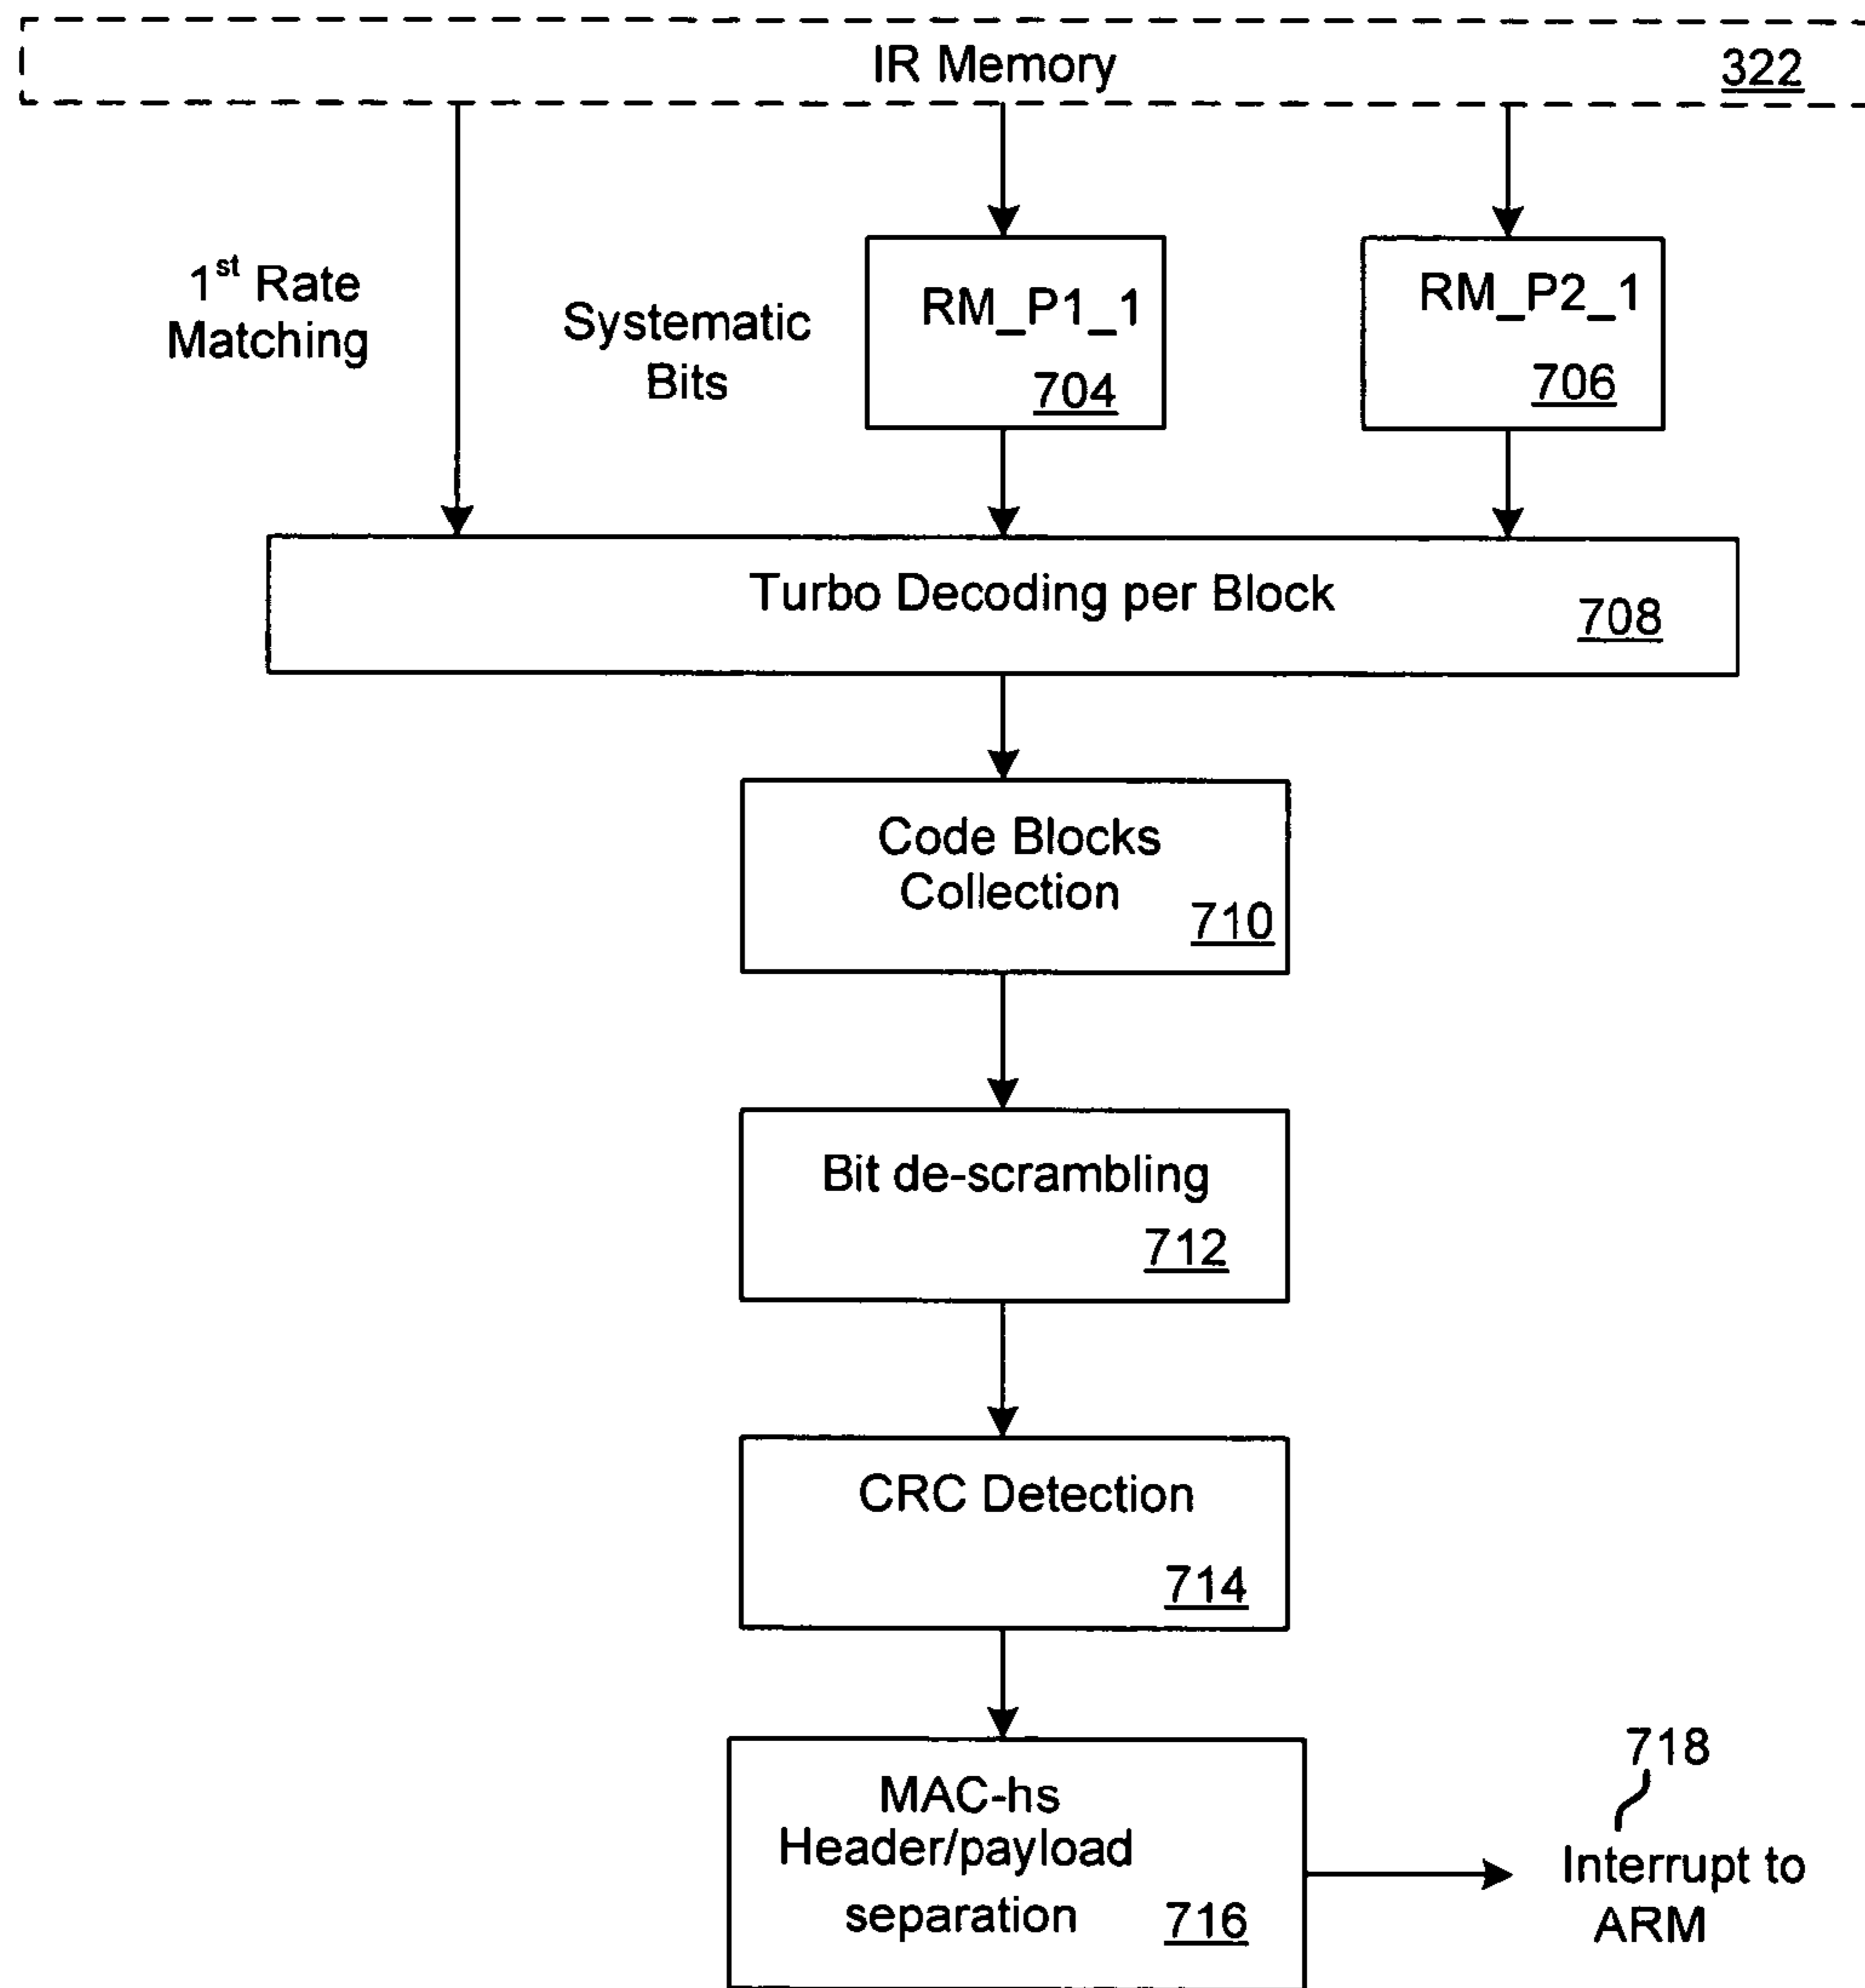 IR Memory
322
1st Rate
Matching
Systematic
Bits
RM_P1_1
704
RM_P2_1
706
Turbo Decoding per Block
708
Code Blocks
Collection
710
Bit de-scrambling
712
CRC Detection
714
MAC-hs
Header/payload
separation
716
718
Interrupt to
ARM